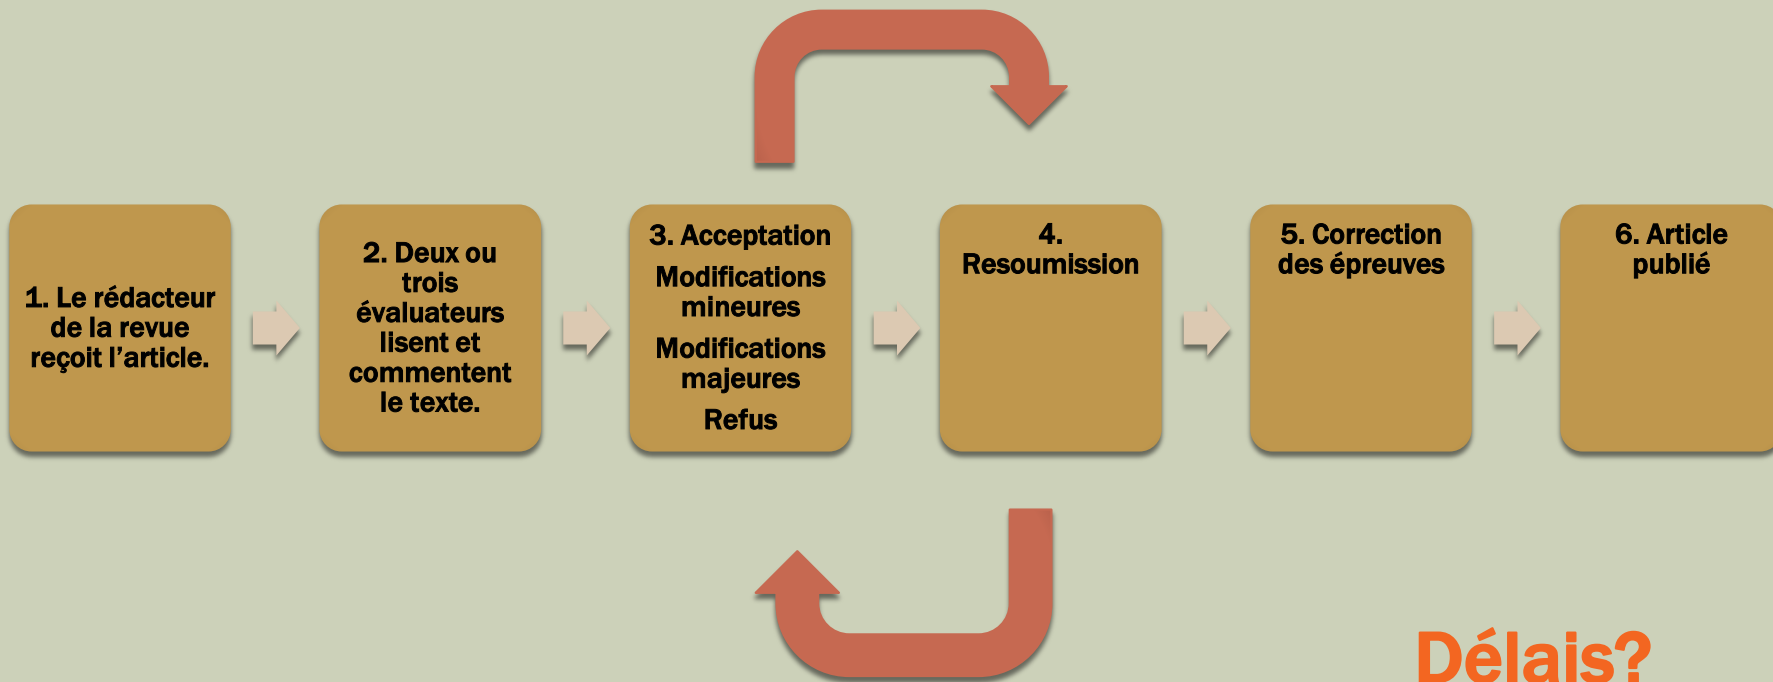 1. Le rédacteur
de la revue
reçoit l’article.
2. Deux ou
trois
évaluateurs
lisent et
commentent
le texte.
3. Acceptation
Modifications
mineures
Modifications
majeures
Refus
4.
Resoumission
5. Correction
des épreuves
6. Article
publié
Délais?